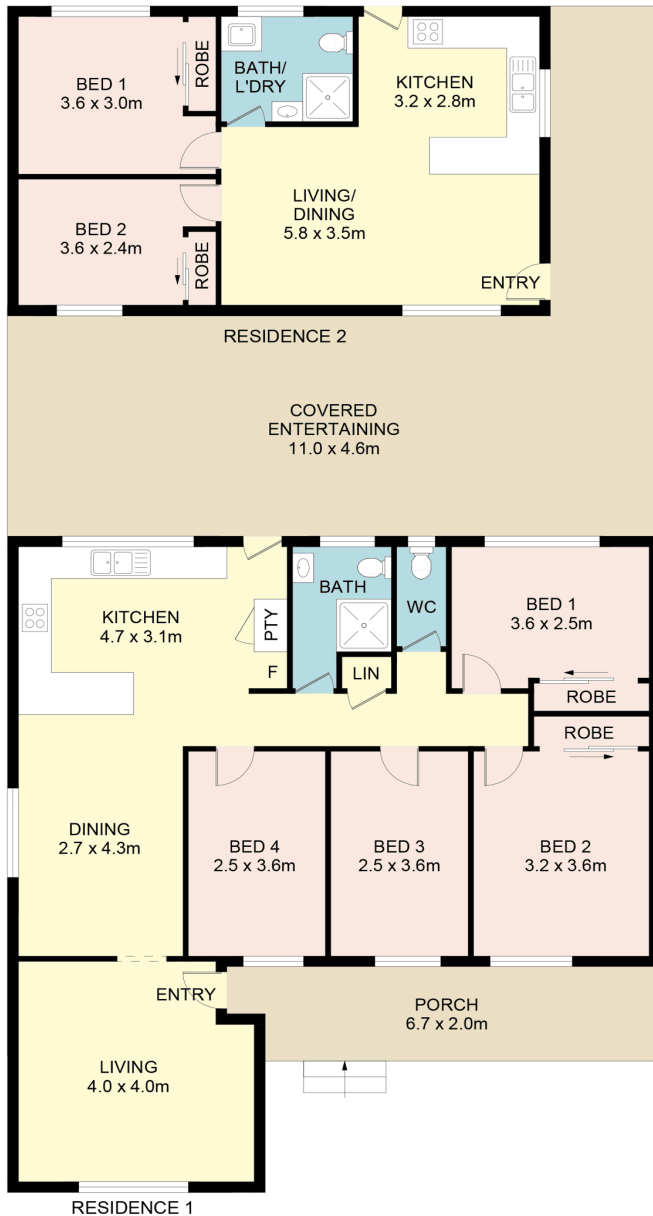 BED 1
3.6 x 3.0m
ROBE
BATH/
L'DRY
KITCHEN
3.2 x 2.8m
BED 2
3.6 x 2.4m
ROBE
LIVING/
DINING
5.8 x 3.5m
ENTRY
RESIDENCE 2
COVERED
ENTERTAINING
11.0 x 4.6m
KITCHEN
4.7 x 3.1m
PTY
F
BATH
LIN
WC
BED 1
3.6 x 2.5m
ROBE
ROBE
DINING
2.7 x 4.3m
BED 4
2.5 x 3.6m
BED 3
2.5 x 3.6m
BED 2
3.2 x 3.6m
ENTRY
PORCH
6.7 x 2.0m
LIVING
4.0 x 4.0m
RESIDENCE 1